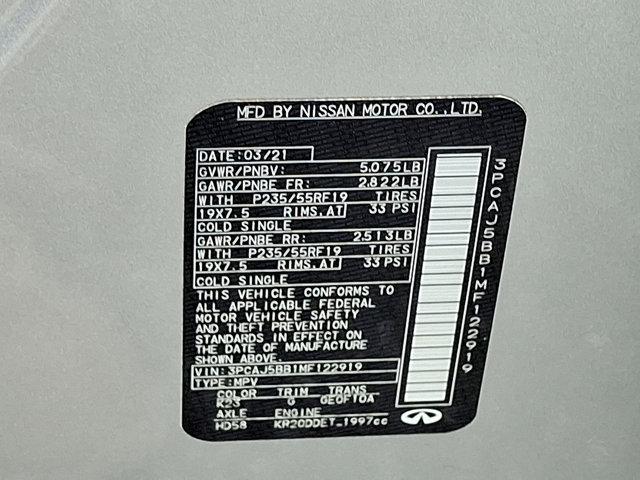 MFD BY NISSAN MOTOR CO.,LTD.
DATE:03/21
GVWR/PNBV: 5.075LB
GAWR/PNBE FR: 2.822LB
WITH P235/55RF19 TIRES
19X7.5 RIMS.AT 33 PSI
COLD SINGLE
GAWR/PNBE RR: 2.513LB
WITH P235/55RF19 TIRES
19X7.5 RIMS.AT 33 PSI
COLD SINGLE
THIS VEHICLE CONFORMS TO
ALL APPLICABLE FEDERAL
MOTOR VEHICLE SAFETY
AND THEFT PREVENTION
STANDARDS IN EFFECT ON
THE DATE OF MANUFACTURE
SHOWN ABOVE.
VIN: 3PCAJ5BB1MF122919
TYPE:MPV
COLOR TRIM TRANS
K23 G GEOF10A
AXLE ENGINE
HD58 KR20DDET_1997cc
3PCAJ5BB1MF122919